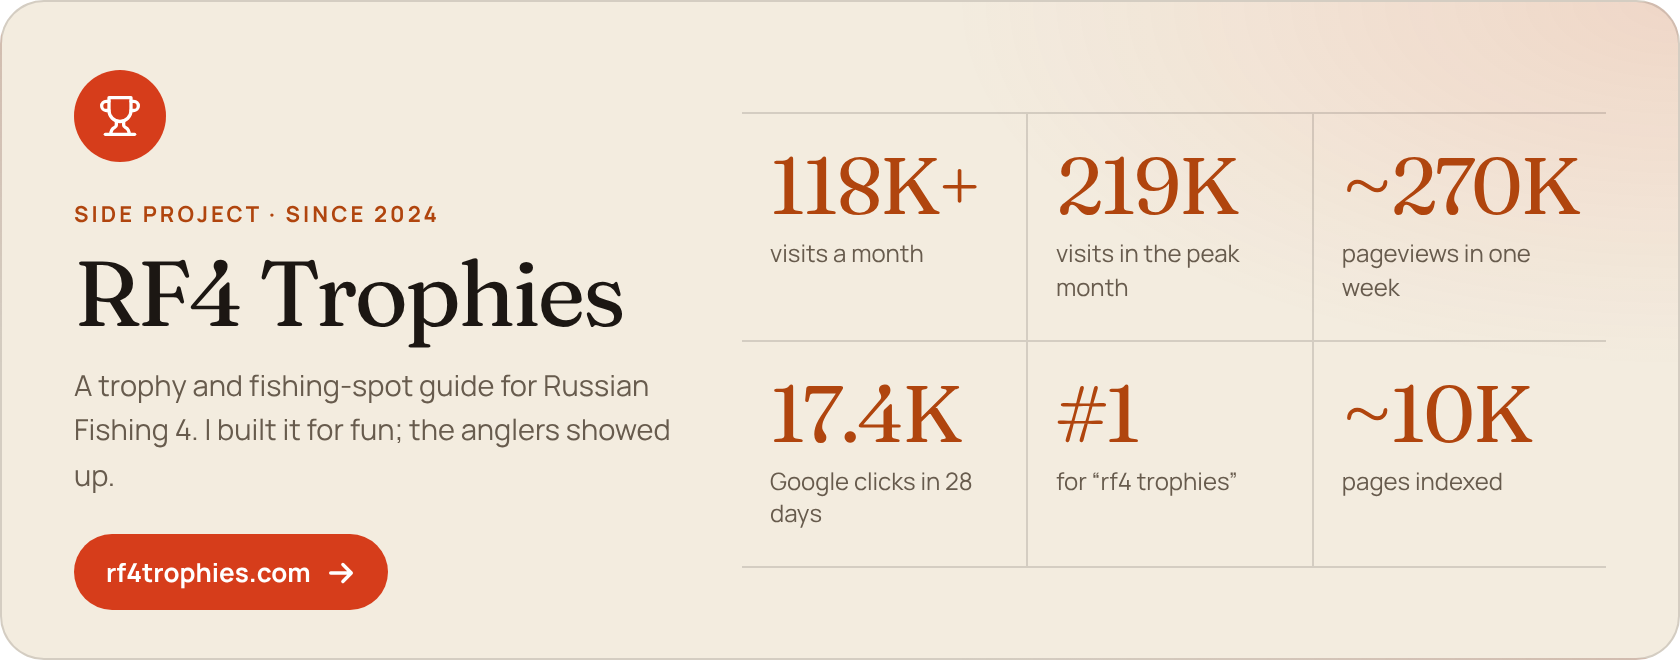 SIDE PROJECT · SINCE 2024
RF4 Trophies
A trophy and fishing-spot guide for Russian
Fishing 4. I built it for fun; the anglers showed
up.
rf4trophies.com →
118K+
visits a month
219K
visits in the peak
month
~270K
pageviews in one
week
17.4K
Google clicks in 28
days
#1
for “rf4 trophies”
~10K
pages indexed